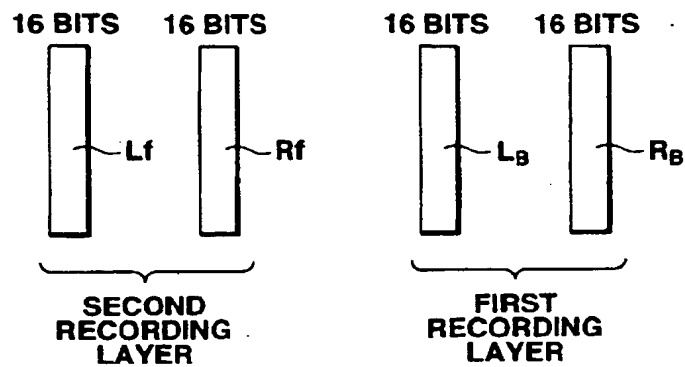 16 BITS 16 BITS 16 BITS 16 BITS
Lf Rf LB RB
SECOND
RECORDING
LAYER
FIRST
RECORDING
LAYER